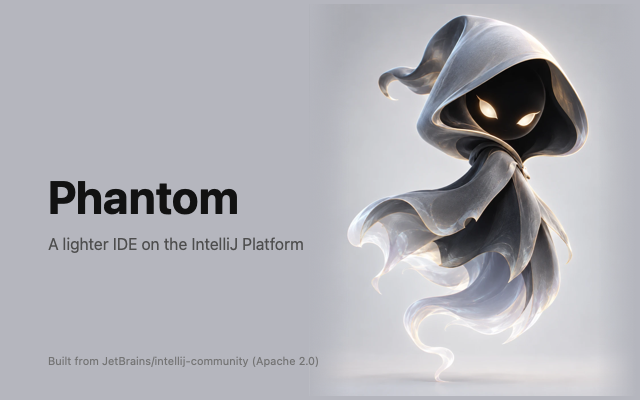 Phantom
A lighter IDE on the IntelliJ Platform
Built from JetBrains/intellij-community (Apache 2.0)